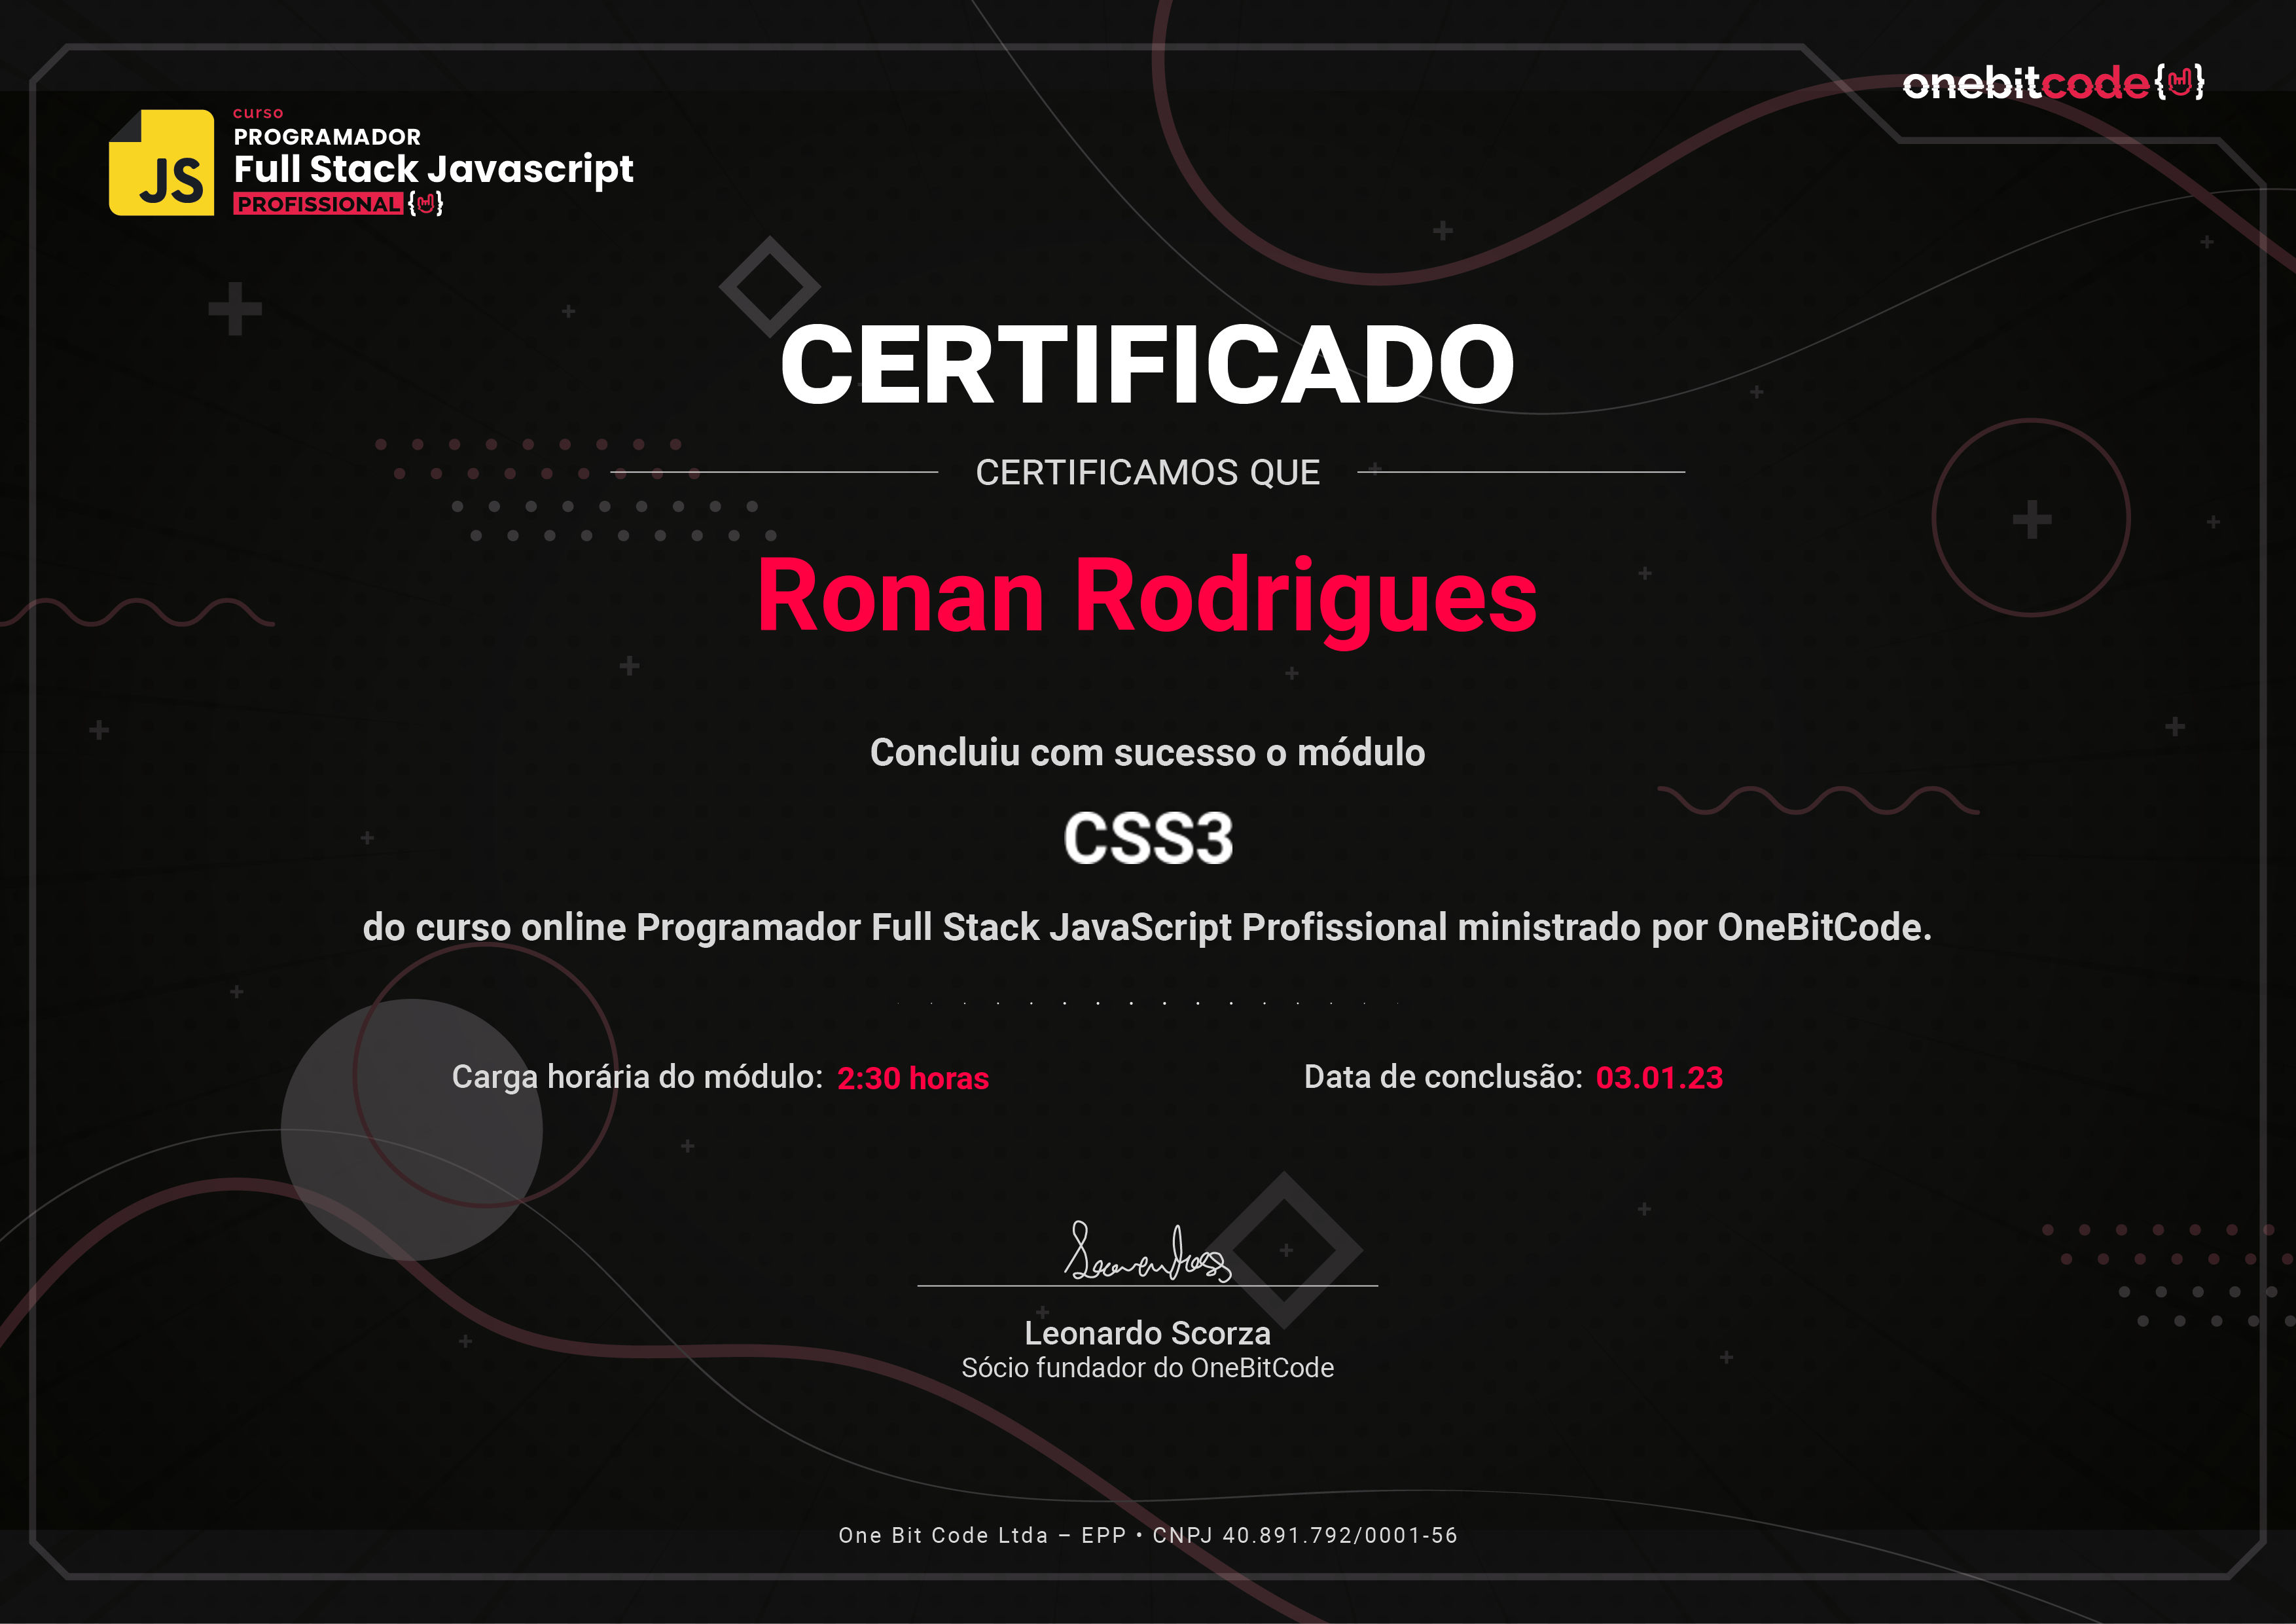 onebitcode{ }
curso
PROGRAMADOR
Full Stack Javascript
PROFISSIONAL { }
JS
CERTIFICADO
CERTIFICAMOS QUE
Ronan Rodrigues
Concluiu com sucesso o módulo
CSS3
do curso online Programador Full Stack JavaScript Profissional ministrado por OneBitCode.
Carga horária do módulo: 2:30 horas
Data de conclusão: 03.01.23
Leonardo Scorza
Sócio fundador do OneBitCode
One Bit Code Ltda – EPP • CNPJ 40.891.792/0001-56